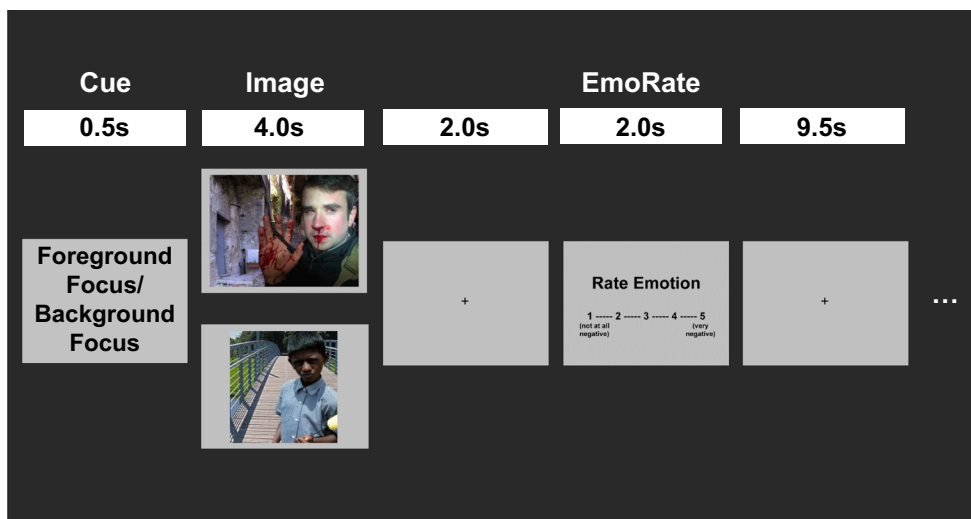 Cue Image EmoRate
0.5s 4.0s 2.0s 2.0s 9.5s
Foreground
Focus/
Background
Focus
+
Rate Emotion
1 ----- 2 ----- 3 ----- 4 ----- 5
(not at all (very
negative) negative)
+
...